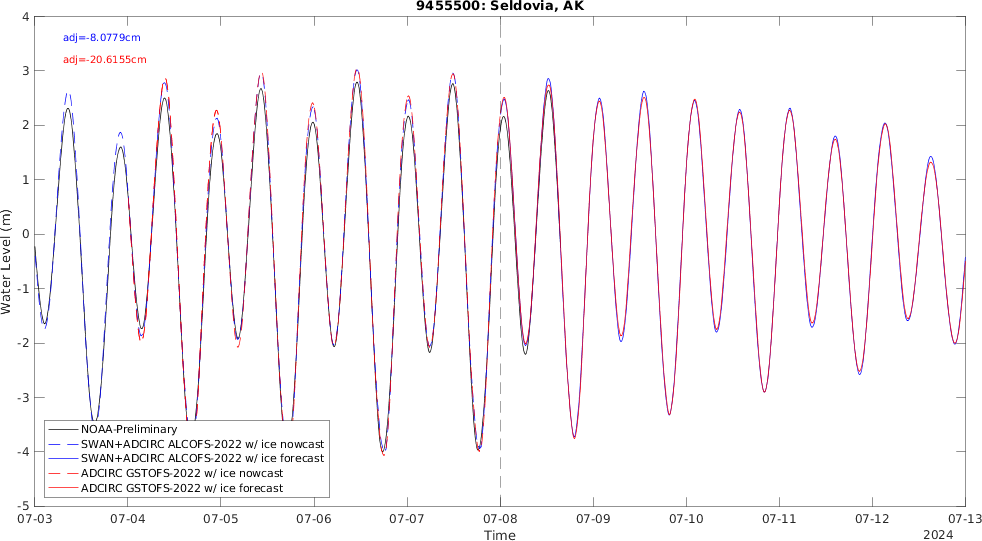 9455500: Seldovia, AK
4
adj=-8.0779cm
adj=-20.6155cm
3
2
1
0
-1
-2
-3
-4
-5
Water Level (m)
NOAA-Preliminary
SWAN+ADCIRC ALCOFS-2022 w/ ice nowcast
SWAN+ADCIRC ALCOFS-2022 w/ ice forecast
ADCIRC GSTOFS-2022 w/ ice nowcast
ADCIRC GSTOFS-2022 w/ ice forecast
07-03 07-04 07-05 07-06 07-07 07-08 07-09 07-10 07-11 07-12 07-13
Time
2024